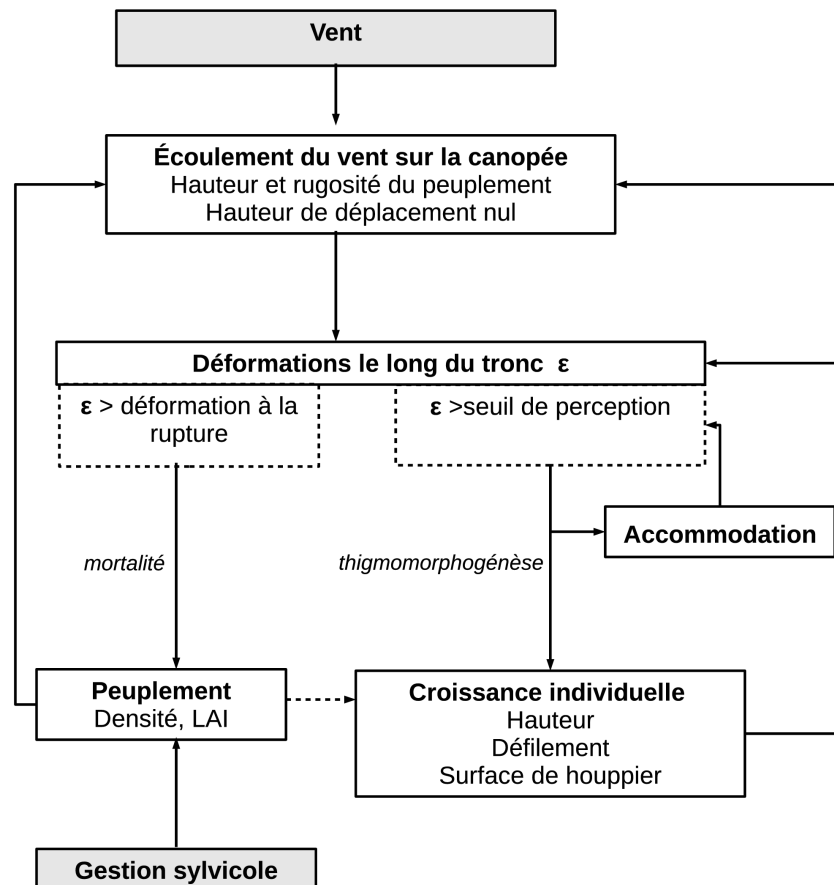 Vent
Écoulement du vent sur la canopée
Hauteur et rugosité du peuplement
Hauteur de déplacement nul
Déformations le long du tronc ε
ε > déformation à la
rupture
ε >seuil de perception
Accommodation
mortalité
thigmomorphogénèse
Peuplement
Densité, LAI
Croissance individuelle
Hauteur
Défilement
Surface de houppier
Gestion sylvicole